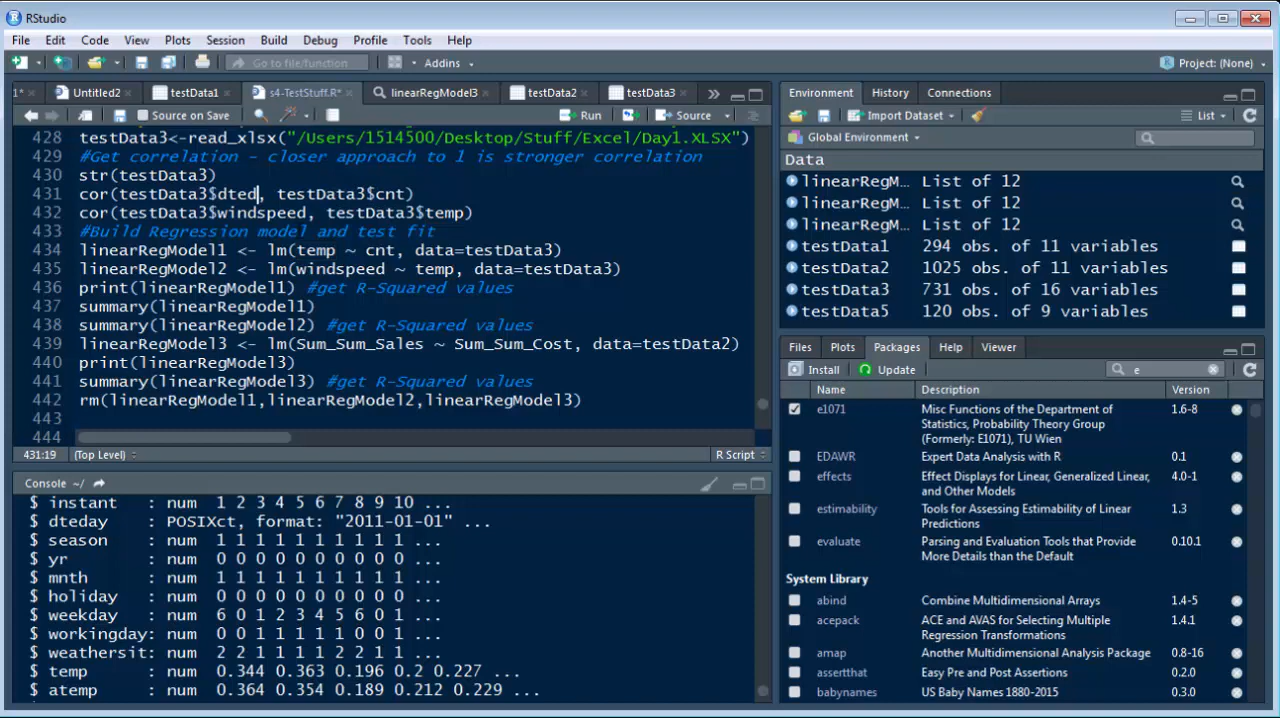 RStudio
File Edit Code View Plots Session Build Debug Profile Tools Help
Go to file/function Addins Project: (None)
1* Untitled2 testData1 s4-TestStuff.R* linearRegModel3 testData2 testData3
Source on Save Run Source
428 testData3<-read_xlsx("/Users/1514500/Desktop/Stuff/Excel/Day1.XLSX")
429 #Get correlation - closer approach to 1 is stronger correlation
430 str(testData3)
431 cor(testData3$dted, testData3$cnt)
432 cor(testData3$windspeed, testData3$temp)
433 #Build Regression model and test fit
434 linearRegModel1 <- lm(temp ~ cnt, data=testData3)
435 linearRegModel2 <- lm(windspeed ~ temp, data=testData3)
436 print(linearRegModel1) #get R-Squared values
437 summary(linearRegModel1)
438 summary(linearRegModel2) #get R-Squared values
439 linearRegModel3 <- lm(Sum_Sum_Sales ~ Sum_Sum_Cost, data=testData2)
440 print(linearRegModel3)
441 summary(linearRegModel3) #get R-Squared values
442 rm(linearRegModel1,linearRegModel2,linearRegModel3)
443
444
431:19 (Top Level) R Script
Console ~/
$ instant : num 1 2 3 4 5 6 7 8 9 10 ...
$ dteday : POSIXct, format: "2011-01-01" ...
$ season : num 1 1 1 1 1 1 1 1 1 1 ...
$ yr : num 0 0 0 0 0 0 0 0 0 0 ...
$ mnth : num 1 1 1 1 1 1 1 1 1 1 ...
$ holiday : num 0 0 0 0 0 0 0 0 0 0 ...
$ weekday : num 6 0 1 2 3 4 5 6 0 1 ...
$ workingday: num 0 0 1 1 1 1 1 0 0 1 ...
$ weathersit: num 2 2 1 1 1 1 2 2 1 1 ...
$ temp : num 0.344 0.363 0.196 0.2 0.227 ...
$ atemp : num 0.364 0.354 0.189 0.212 0.229 ...
Environment History Connections
Import Dataset List
Global Environment
Data
linearRegM... List of 12
linearRegM... List of 12
linearRegM... List of 12
testData1 294 obs. of 11 variables
testData2 1025 obs. of 11 variables
testData3 731 obs. of 16 variables
testData5 120 obs. of 9 variables
Files Plots Packages Help Viewer
Install Update e
Name Description Version
e1071 Misc Functions of the Department of 1.6-8
Statistics, Probability Theory Group
(Formerly: E1071), TU Wien
EDAWR Expert Data Analysis with R 0.1
effects Effect Displays for Linear, Generalized Linear, 4.0-1
and Other Models
estimability Tools for Assessing Estimability of Linear 1.3
Predictions
evaluate Parsing and Evaluation Tools that Provide 0.10.1
More Details than the Default
System Library
abind Combine Multidimensional Arrays 1.4-5
acepack ACE and AVAS for Selecting Multiple 1.4.1
Regression Transformations
amap Another Multidimensional Analysis Package 0.8-16
assertthat Easy Pre and Post Assertions 0.2.0
babynames US Baby Names 1880-2015 0.3.0